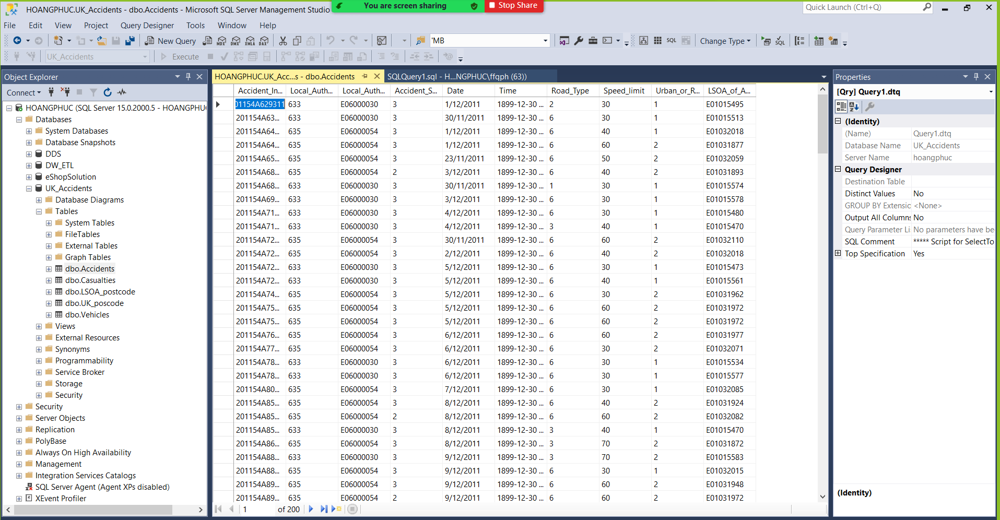 HOANGPHUC.UK_Accidents - dbo.Accidents - Microsoft SQL Server Management Studio
You are screen sharing
Stop Share
Quick Launch (Ctrl+Q)
File Edit View Project Query Designer Tools Window Help
New Query MDX DMX XMLA DAX 'MB SQL Change Type SQL
UK_Accidents Execute
Object Explorer
Connect
HOANGPHUC (SQL Server 15.0.2000.5 - HOANGPHU
Databases
System Databases
Database Snapshots
DDS
DW_ETL
eShopSolution
UK_Accidents
Database Diagrams
Tables
System Tables
FileTables
External Tables
Graph Tables
dbo.Accidents
dbo.Casualties
dbo.LSOA_postcode
dbo.UK_poscode
dbo.Vehicles
Views
External Resources
Synonyms
Programmability
Service Broker
Storage
Security
Security
Server Objects
Replication
PolyBase
Always On High Availability
Management
Integration Services Catalogs
SQL Server Agent (Agent XPs disabled)
XEvent Profiler
HOANGPHUC.UK_Acc...s - dbo.Accidents
SQLQuery1.sql - H...NGPHUC\ffqph (63))
Accident_In... Local_Auth... Local_Auth... Accident_S... Date Time Road_Type Speed_limit Urban_or_R... LSOA_of_A...
01154A629311 633 E06000030 3 1/12/2011 1899-12-30 ... 2 30 1 E01015495
201154A63... 633 E06000030 3 30/11/2011 1899-12-30 ... 6 30 1 E01015513
201154A64... 635 E06000054 3 1/12/2011 1899-12-30 ... 6 40 1 E01032018
201154A64... 635 E06000054 3 1/12/2011 1899-12-30 ... 6 60 2 E01031877
201154A65... 635 E06000054 3 23/11/2011 1899-12-30 ... 6 50 2 E01032059
201154A68... 635 E06000054 2 3/12/2011 1899-12-30 ... 6 40 2 E01031893
201154A68... 633 E06000030 3 30/11/2011 1899-12-30 ... 1 30 1 E01015574
201154A69... 633 E06000030 3 3/12/2011 1899-12-30 ... 6 30 1 E01015578
201154A71... 633 E06000030 3 4/12/2011 1899-12-30 ... 6 30 1 E01015480
201154A71... 633 E06000030 3 4/12/2011 1899-12-30 ... 3 40 1 E01015470
201154A72... 635 E06000054 3 30/11/2011 1899-12-30 ... 6 60 2 E01032110
201154A72... 635 E06000054 3 2/12/2011 1899-12-30 ... 6 40 2 E01032018
201154A72... 633 E06000030 3 5/12/2011 1899-12-30 ... 6 30 1 E01015473
201154A72... 633 E06000030 3 5/12/2011 1899-12-30 ... 6 40 1 E01015561
201154A74... 635 E06000054 3 5/12/2011 1899-12-30 ... 6 30 2 E01031962
201154A75... 635 E06000054 3 5/12/2011 1899-12-30 ... 6 60 2 E01031972
201154A75... 635 E06000054 3 5/12/2011 1899-12-30 ... 6 60 2 E01031972
201154A76... 635 E06000054 3 6/12/2011 1899-12-30 ... 6 60 2 E01031977
201154A77... 635 E06000054 3 6/12/2011 1899-12-30 ... 6 30 2 E01032071
201154A78... 633 E06000030 3 6/12/2011 1899-12-30 ... 6 30 1 E01015534
201154A78... 633 E06000030 3 6/12/2011 1899-12-30 ... 6 30 1 E01015577
201154A80... 635 E06000054 3 7/12/2011 1899-12-30 ... 6 30 1 E01032085
201154A85... 635 E06000054 3 8/12/2011 1899-12-30 ... 6 40 2 E01031924
201154A85... 635 E06000054 2 8/12/2011 1899-12-30 ... 6 60 2 E01032082
201154A85... 633 E06000030 3 8/12/2011 1899-12-30 ... 3 40 1 E01015470
201154A86... 635 E06000054 3 8/12/2011 1899-12-30 ... 3 70 2 E01031872
201154A88... 633 E06000030 3 9/12/2011 1899-12-30 ... 3 70 2 E01015583
201154A88... 635 E06000054 3 9/12/2011 1899-12-30 ... 6 30 1 E01032015
201154A89... 635 E06000054 3 9/12/2011 1899-12-30 ... 6 60 2 E01031948
201154A89... 635 E06000054 2 9/12/2011 1899-12-30 ... 6 60 2 E01031972
1 of 200
Properties
[Qry] Query1.dtq
(Identity)
(Name) Query1.dtq
Database Name UK_Accidents
Server Name hoangphuc
Query Designer
Destination Table
Distinct Values No
GROUP BY Extensic <None>
Output All Columns No
Query Parameter Li No parameters have be
SQL Comment ***** Script for SelectTo
Top Specification Yes
(Identity)